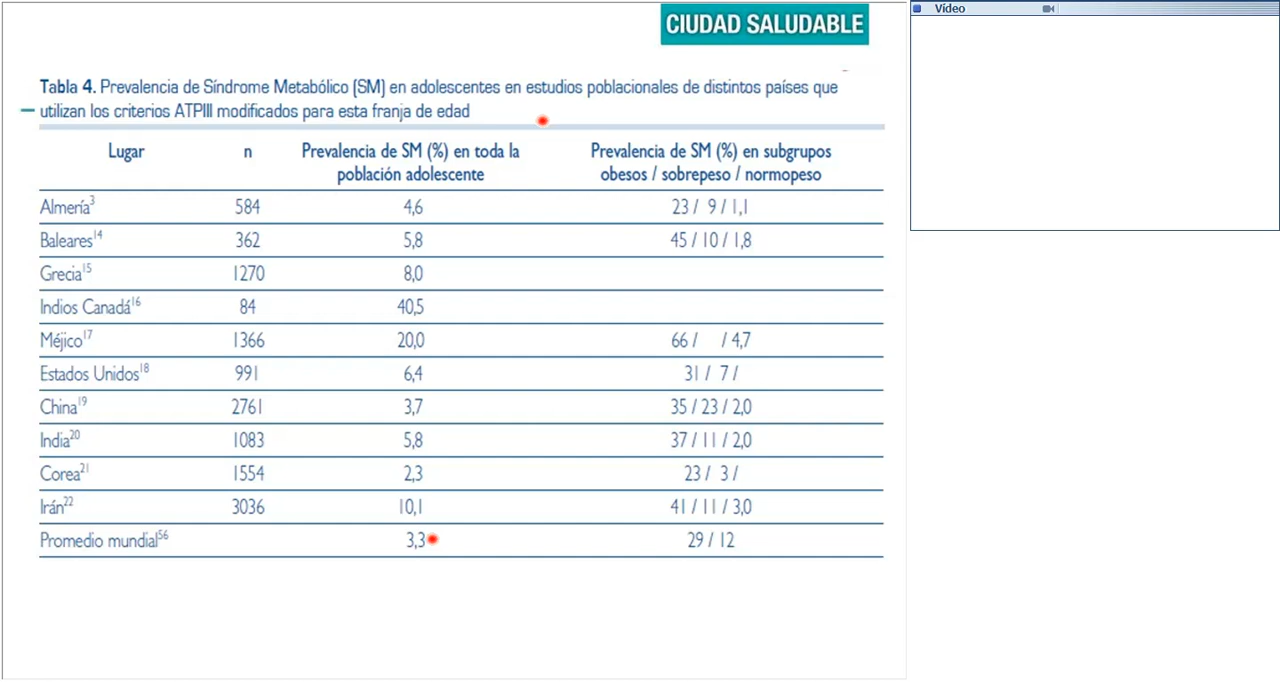 CIUDAD SALUDABLE
Vídeo
Tabla 4. Prevalencia de Síndrome Metabólico (SM) en adolescentes en estudios poblacionales de distintos países que
utilizan los criterios ATPIII modificados para esta franja de edad
Lugar n Prevalencia de SM (%) en toda la población adolescente Prevalencia de SM (%) en subgrupos obesos / sobrepeso / normopeso
Almería3 584 4,6 23 / 9 / 1,1
Baleares14 362 5,8 45 / 10 / 1,8
Grecia15 1270 8,0
Indios Canadá16 84 40,5
Méjico17 1366 20,0 66 / / 4,7
Estados Unidos18 991 6,4 31 / 7 /
China19 2761 3,7 35 / 23 / 2,0
India20 1083 5,8 37 / 11 / 2,0
Corea21 1554 2,3 23 / 3 /
Irán22 3036 10,1 41 / 11 / 3,0
Promedio mundial56 3,3 29 / 12